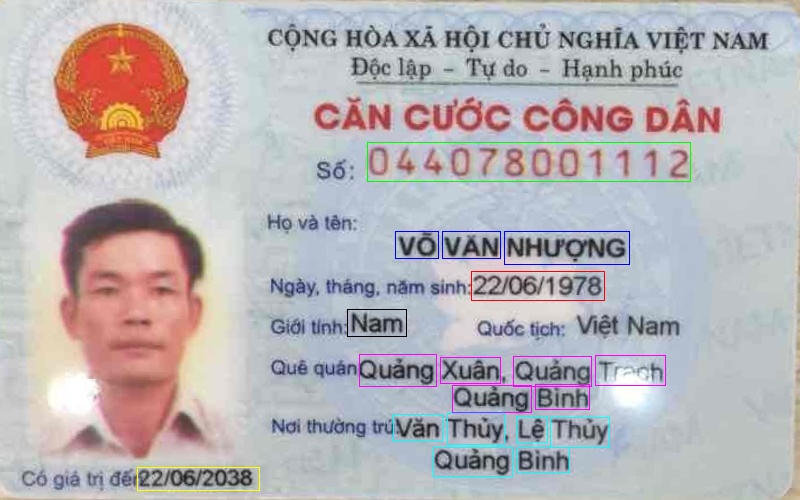 CỘNG HÒA XÃ HỘI CHỦ NGHĨA VIỆT NAM
Độc lập – Tự do – Hạnh phúc
CĂN CƯỚC CÔNG DÂN
Số: 044078001112
Họ và tên:
VÕ VĂN NHƯỢNG
Ngày, tháng, năm sinh: 22/06/1978
Giới tính: Nam Quốc tịch: Việt Nam
Quê quán Quảng Xuân, Quảng Trạch
Quảng Bình
Nơi thường trú: Văn Thủy, Lệ Thủy
Quảng Bình
Có giá trị đến 22/06/2038